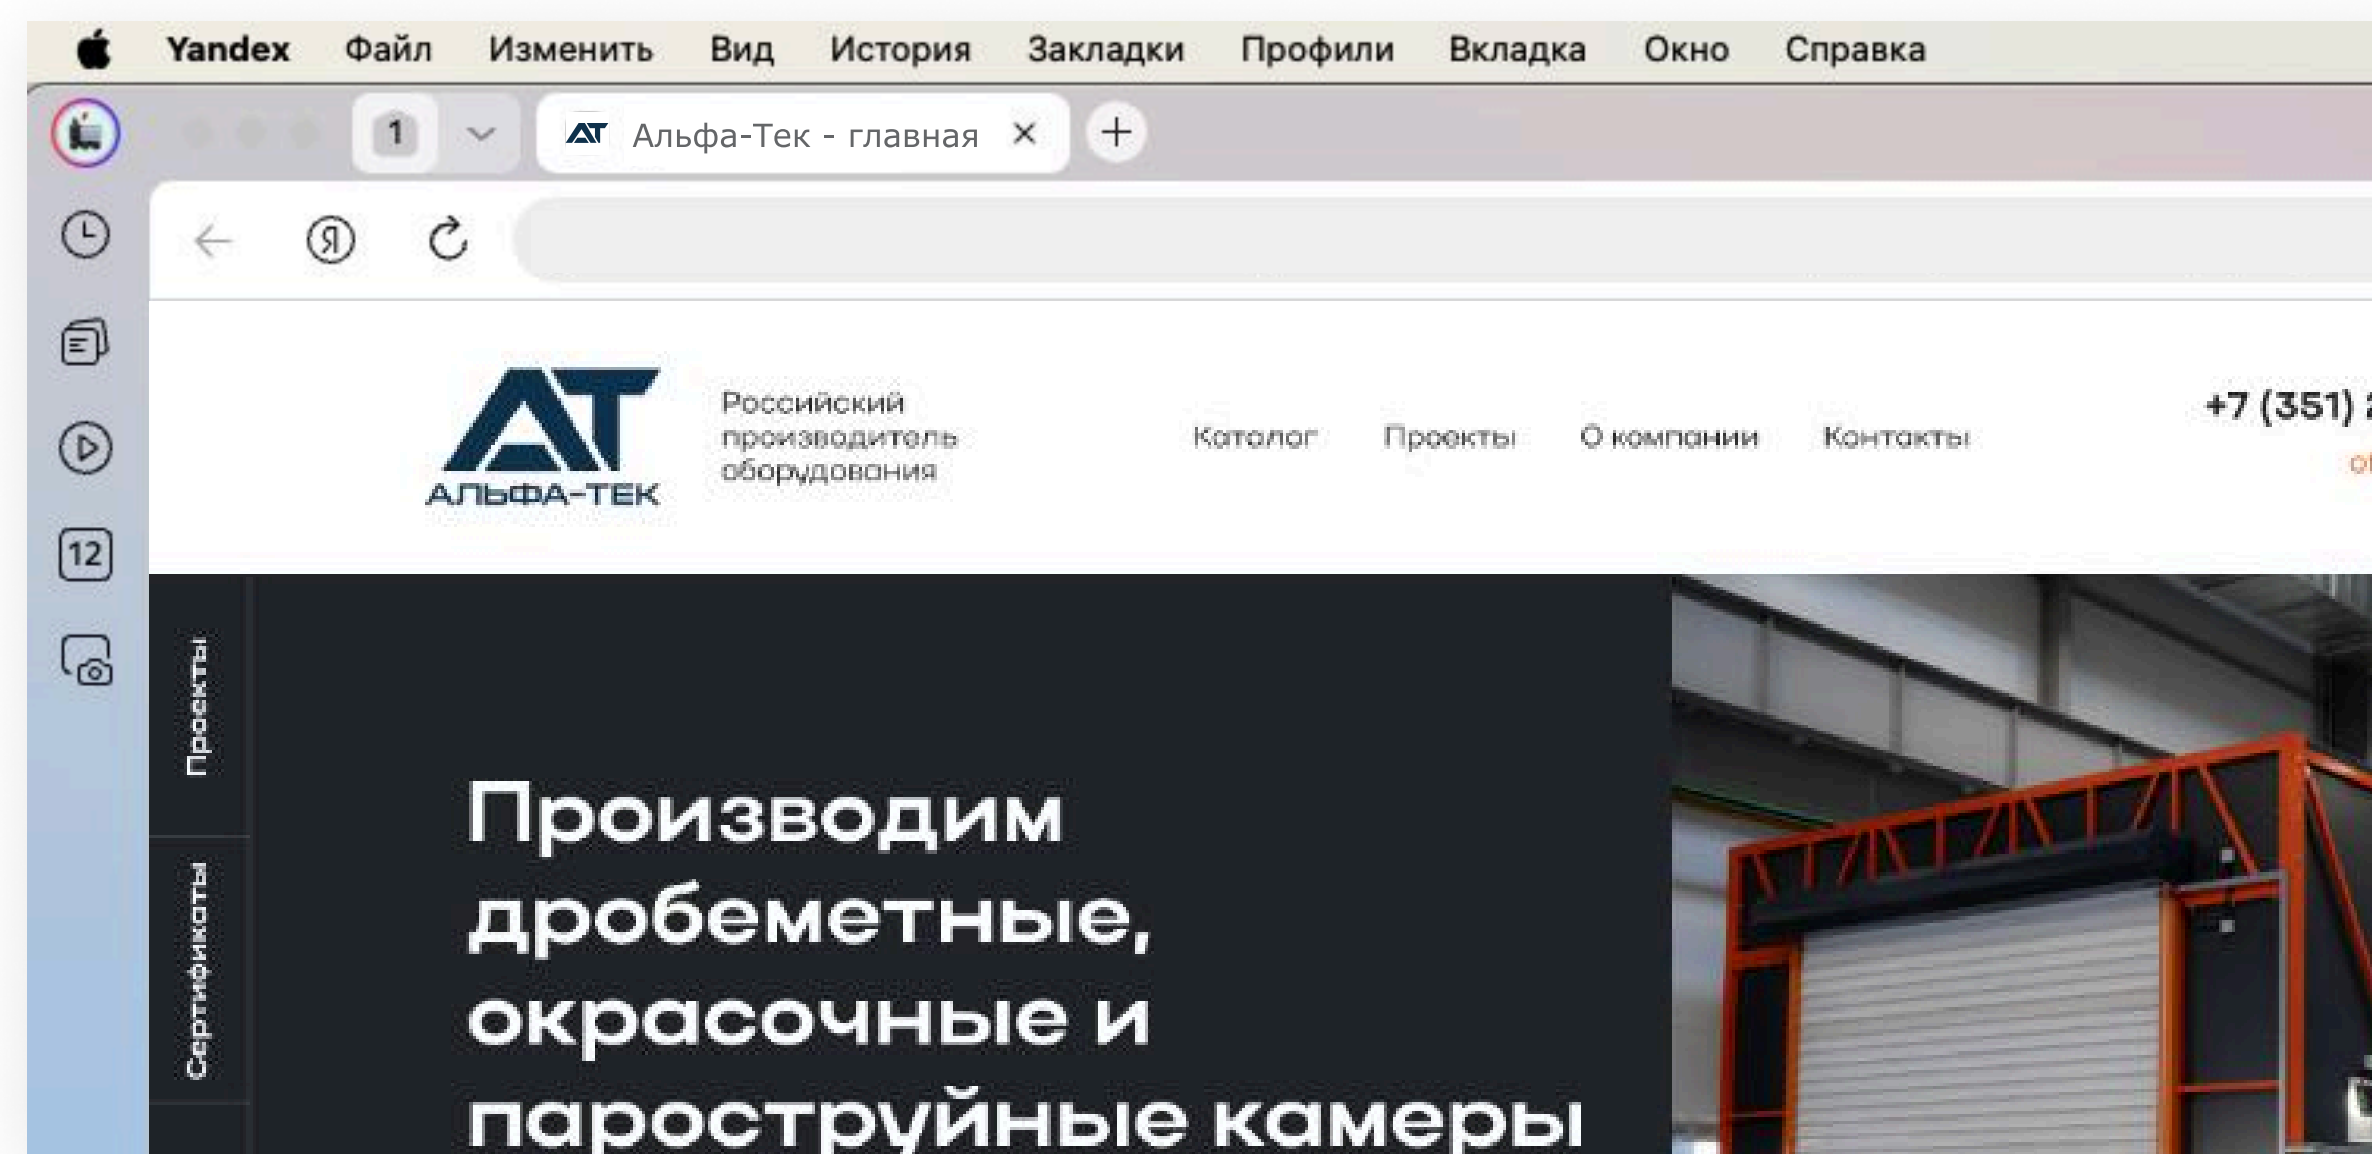 Yandex Файл Изменить Вид История Закладки Профили Вкладка Окно Справка
1
АТ Альфа-Тек - главная
Я
12
АТ
АЛЬФА-ТЕК
Российский
производитель
оборудования
Каталог Проекты О компании Контакты
+7 (351)
Проекты
Сертификаты
Производим
дробеметные,
окрасочные и
пароструйные камеры